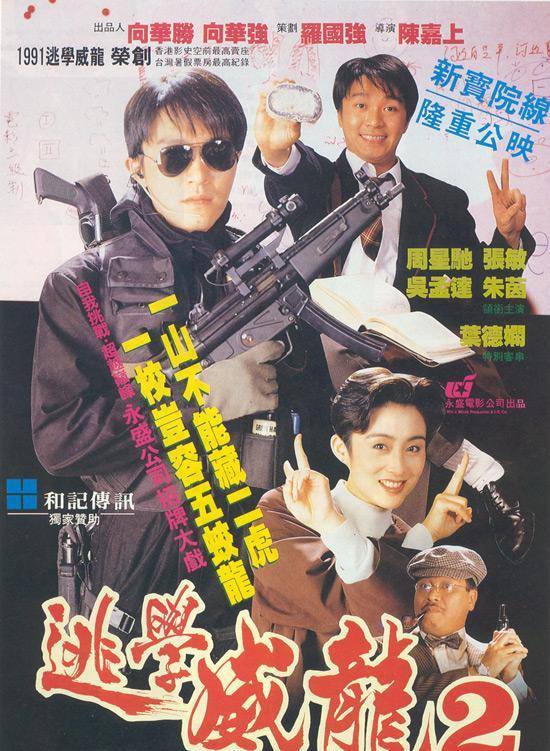 出品人 向華勝 向華強 策劃 羅國強 導演 陳嘉上
1991逃學威龍 榮創
香港影史空前最高賣座
台灣暑假票房最高紀錄
新寶院線
隆重公映
周星馳 張敏
吳孟達 朱茵
領銜主演
葉德嫻
特別客串
永盛電影公司出品
一山不能藏二虎
一校豈容五蛟龍
永盛公司招牌大戲
和記傳訊
獨家贊助
逃學威龍2